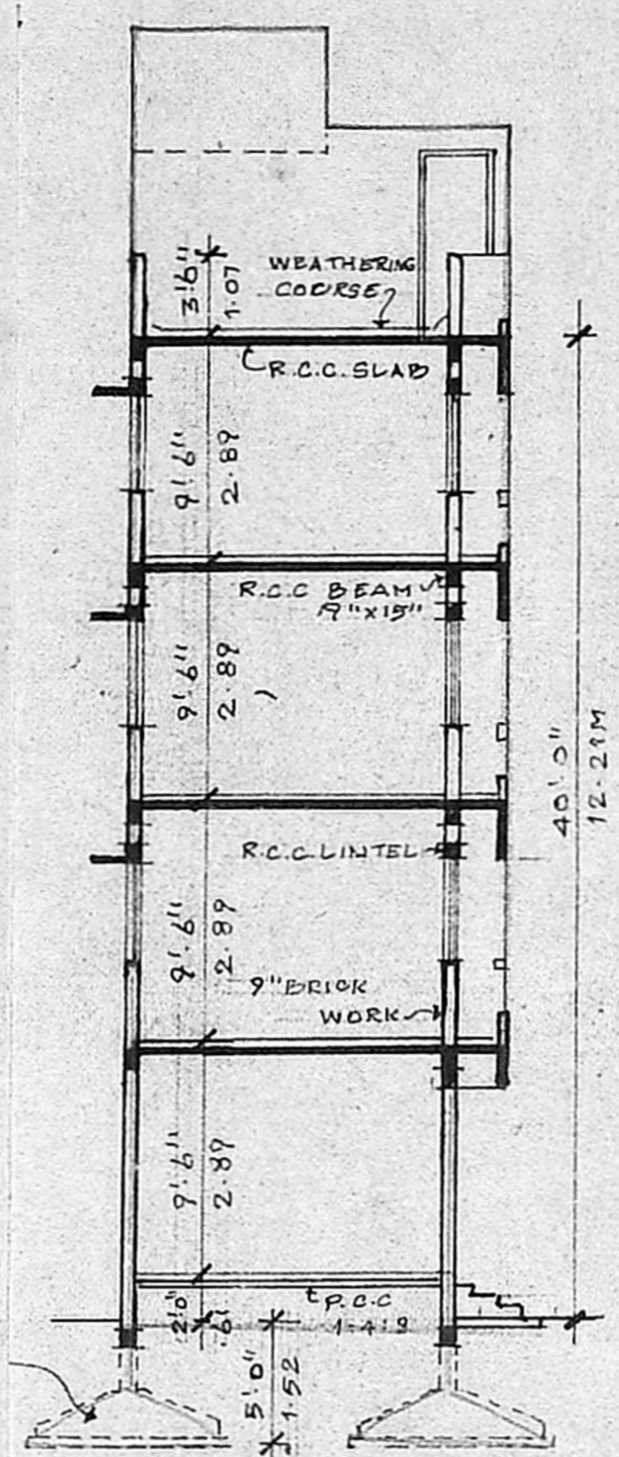 3'6"
1.07
WEATHERING
COURSE
R.C.C. SLAB
9'.6"
2.89
R.C.C BEAM
9"X15"
9'.6"
2.89
40'.0"
12.21M
R.C.C LINTEL
9'.6"
2.89
9" BRICK
WORK
9'.6"
2.89
P.C.C
2'.0"
1:4:8
5'.0"
1.52